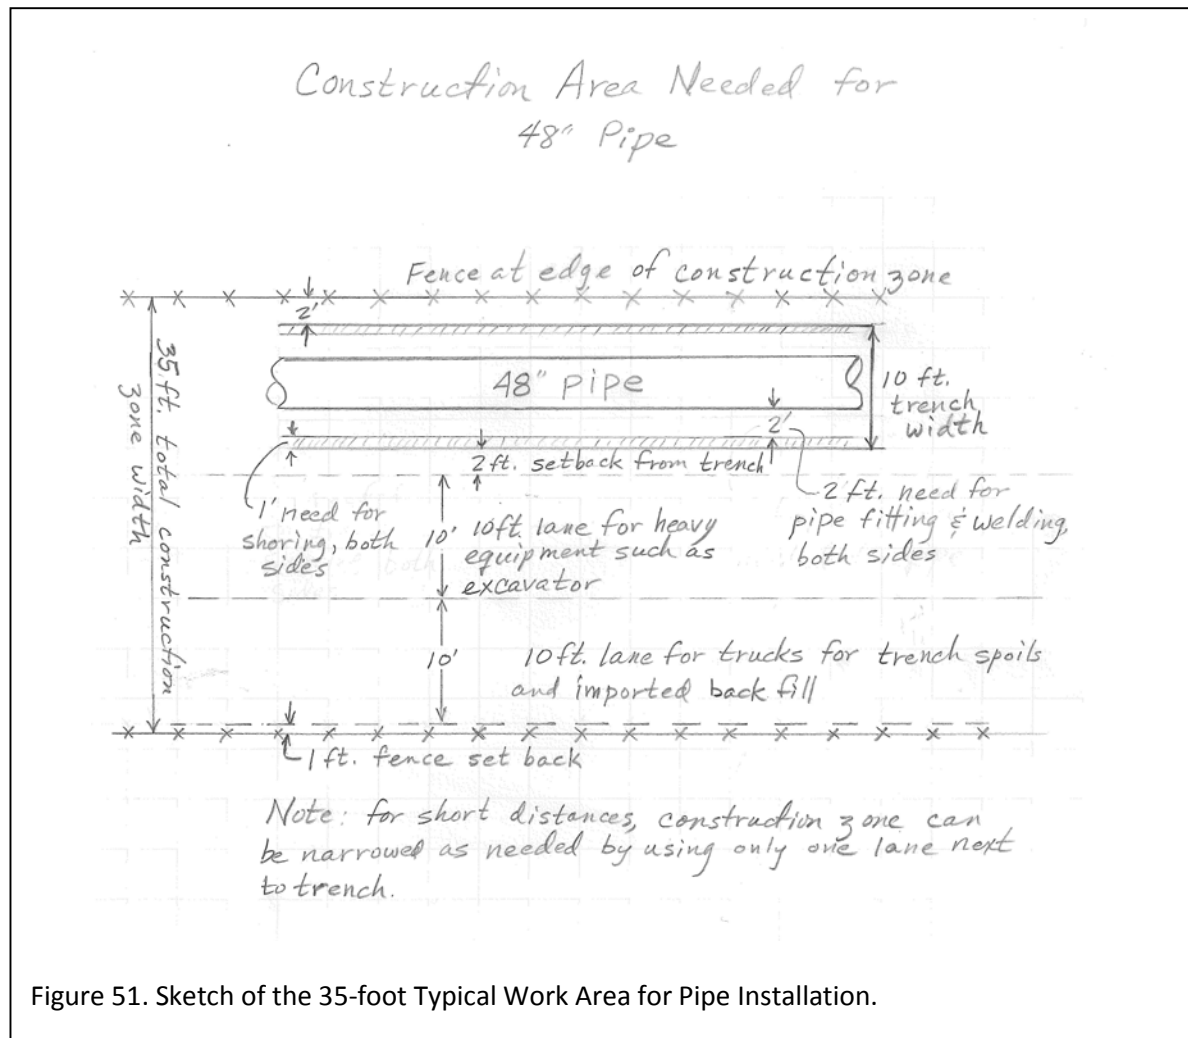 Construction Area Needed for
48" Pipe
Fence at edge of construction zone
2'
48" pipe
10 ft.
trench
width
2'
2 ft. setback from trench
35 ft. total construction
zone width
1' need for
shoring, both
sides
10'
10ft. lane for heavy
equipment such as
excavator
2 ft. need for
pipe fitting & welding,
both sides
10'
10ft. lane for trucks for trench spoils
and imported back fill
1 ft. fence set back
Note: for short distances, construction zone can
be narrowed as needed by using only one lane next
to trench.
Figure 51. Sketch of the 35-foot Typical Work Area for Pipe Installation.